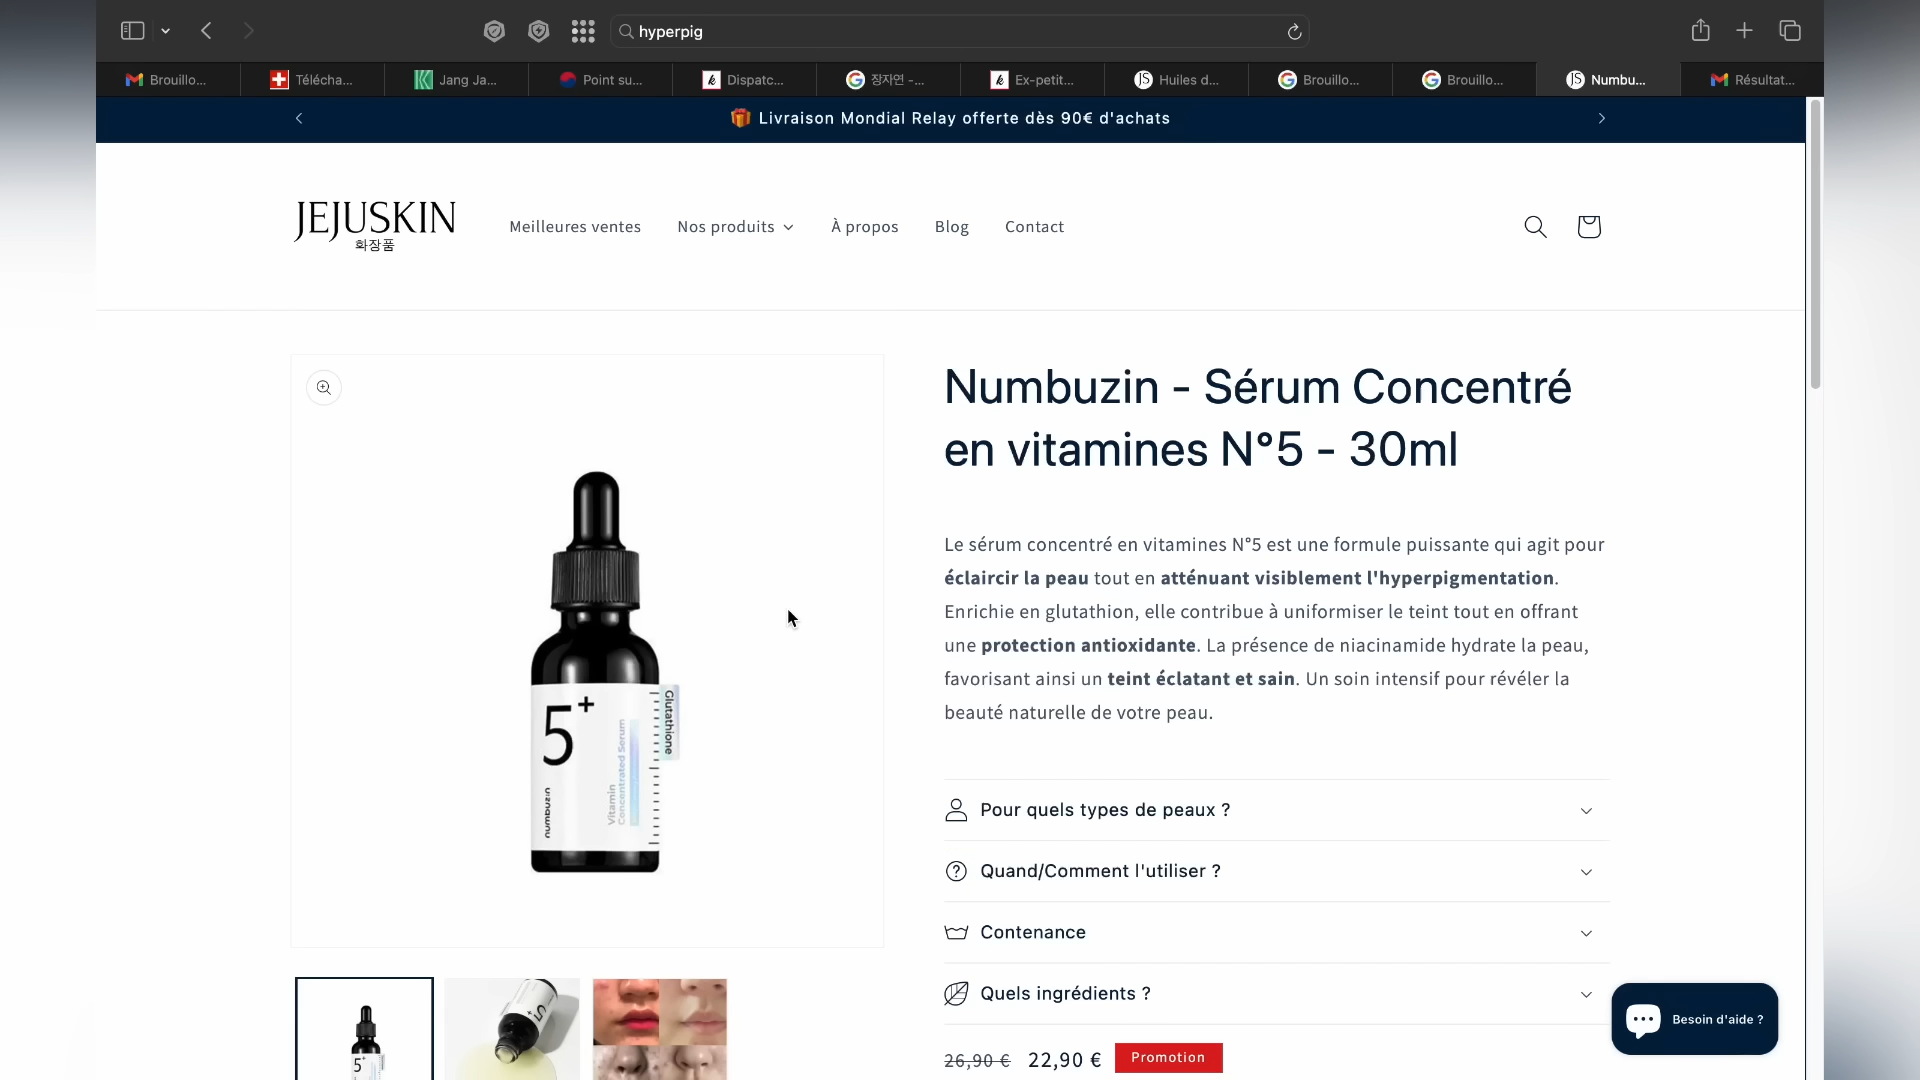 hyperpig
Brouillo...
Télécha...
Jang Ja...
Point su...
Dispatc...
장자연 -...
Ex-petit...
Huiles d...
Brouillo...
Brouillo...
Numbu...
Résultat...
Livraison Mondial Relay offerte dès 90€ d'achats
JEJUSKIN
화장품
Meilleures ventes
Nos produits
À propos
Blog
Contact
Numbuzin - Sérum Concentré
en vitamines N°5 - 30ml
Le sérum concentré en vitamines N°5 est une formule puissante qui agit pour
éclaircir la peau tout en atténuant visiblement l'hyperpigmentation.
Enrichie en glutathion, elle contribue à uniformiser le teint tout en offrant
une protection antioxidante. La présence de niacinamide hydrate la peau,
favorisant ainsi un teint éclatant et sain. Un soin intensif pour révéler la
beauté naturelle de votre peau.
5+
Glutathione
Vitamin
Concentrated Serum
numbuzin
Pour quels types de peaux ?
Quand/Comment l'utiliser ?
Contenance
Quels ingrédients ?
26,90 € 22,90 € Promotion
Besoin d'aide ?
5+
5+